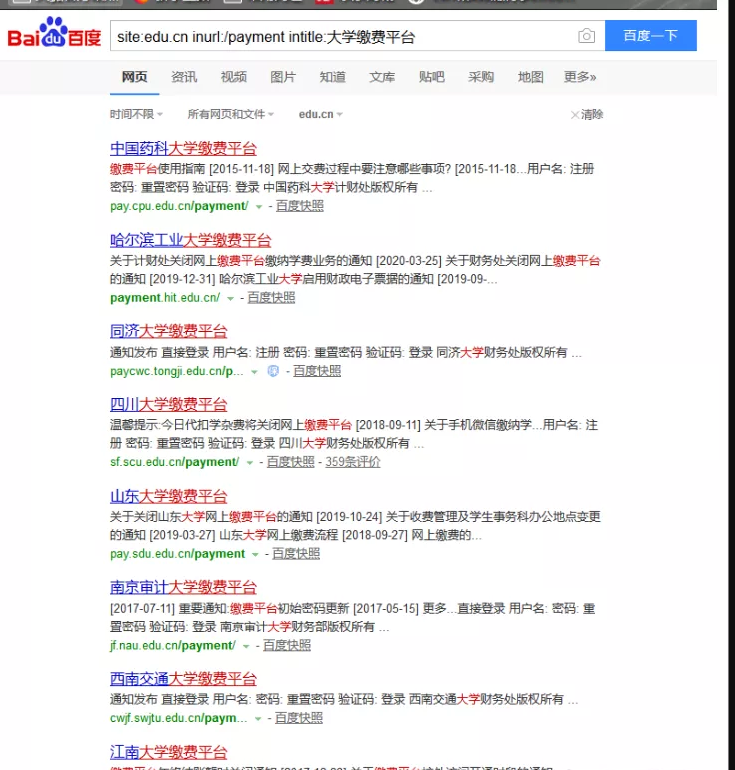 Bai du 百度 site:edu.cn inurl:/payment intitle:大学缴费平台 百度一下
网页 资讯 视频 图片 知道 文库 贴吧 采购 地图 更多»
时间不限 所有网页和文件 edu.cn ×清除
中国药科大学缴费平台
缴费平台使用指南 [2015-11-18] 网上交费过程中要注意哪些事项? [2015-11-18...用户名: 注册
密码: 重置密码 验证码: 登录 中国药科大学计财处版权所有 ...
pay.cpu.edu.cn/payment/ - 百度快照
哈尔滨工业大学缴费平台
关于计财处关闭网上缴费平台缴纳学费业务的通知 [2020-03-25] 关于财务处关闭网上缴费平台
的通知 [2019-12-31] 哈尔滨工业大学启用财政电子票据的通知 [2019-09-...
payment.hit.edu.cn/ - 百度快照
同济大学缴费平台
通知发布 直接登录 用户名: 注册 密码: 重置密码 验证码: 登录 同济大学财务处版权所有 ...
paycwc.tongji.edu.cn/p... - 百度快照
四川大学缴费平台
温馨提示:今日代扣学杂费将关闭网上缴费平台 [2018-09-11] 关于手机微信缴纳学...用户名: 注
册 密码: 重置密码 验证码: 登录 四川大学财务处版权所有 ...
sf.scu.edu.cn/payment/ - 百度快照 - 359条评价
山东大学缴费平台
关于关闭山东大学网上缴费平台的通知 [2019-10-24] 关于收费管理及学生事务科办公地点变更
的通知 [2019-03-27] 山东大学网上缴费流程 [2018-09-27] 网上缴费的...
pay.sdu.edu.cn/payment - 百度快照
南京审计大学缴费平台
[2017-07-11] 重要通知:缴费平台初始密码更新 [2017-05-15] 更多...直接登录 用户名: 密码: 重
置密码 验证码: 登录 南京审计大学财务部版权所有 ...
jf.nau.edu.cn/payment/ - 百度快照
西南交通大学缴费平台
通知发布 直接登录 用户名: 密码: 重置密码 验证码: 登录 西南交通大学财务处版权所有 ...
cwjf.swjtu.edu.cn/paym... - 百度快照
江南大学缴费平台